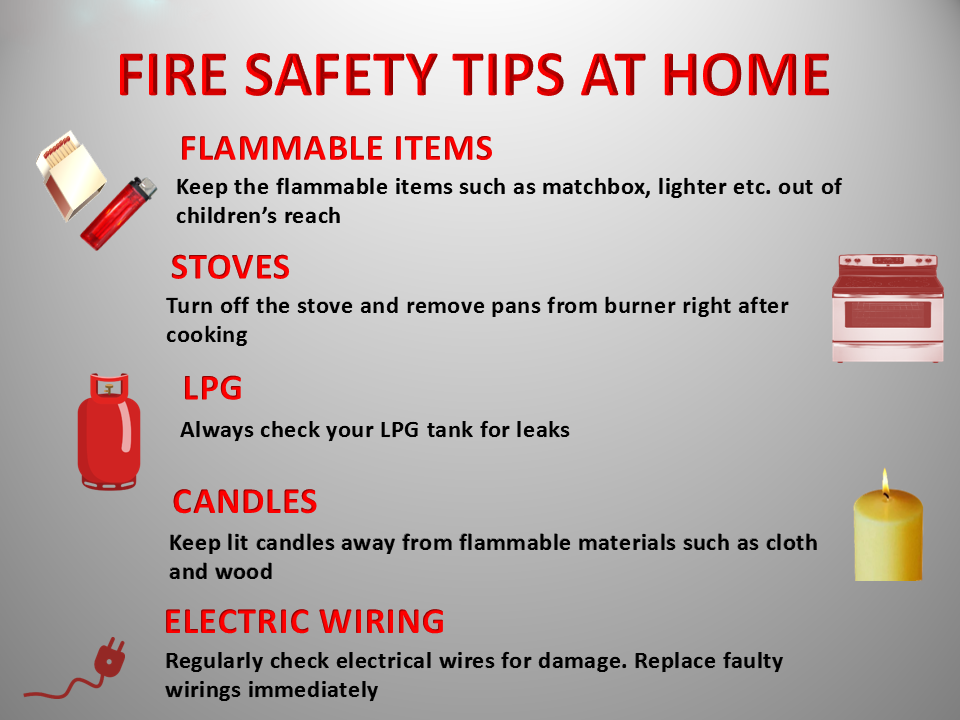 FIRE SAFETY TIPS AT HOME
FLAMMABLE ITEMS
Keep the flammable items such as matchbox, lighter etc. out of
children’s reach
STOVES
Turn off the stove and remove pans from burner right after
cooking
LPG
Always check your LPG tank for leaks
CANDLES
Keep lit candles away from flammable materials such as cloth
and wood
ELECTRIC WIRING
Regularly check electrical wires for damage. Replace faulty
wirings immediately